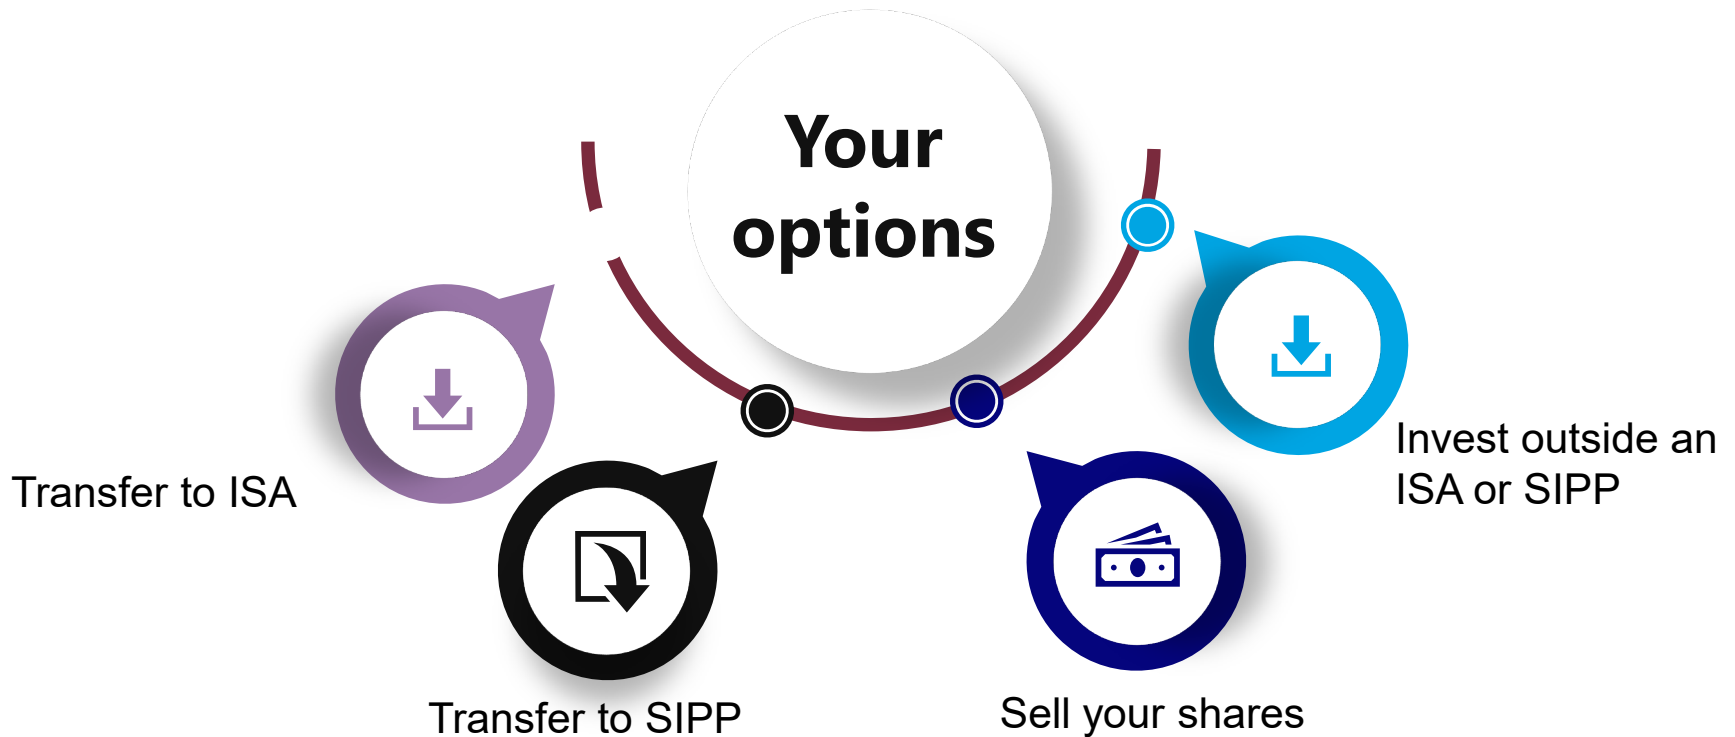 Your
options
Transfer to ISA
Transfer to SIPP
Sell your shares
Invest outside an
ISA or SIPP